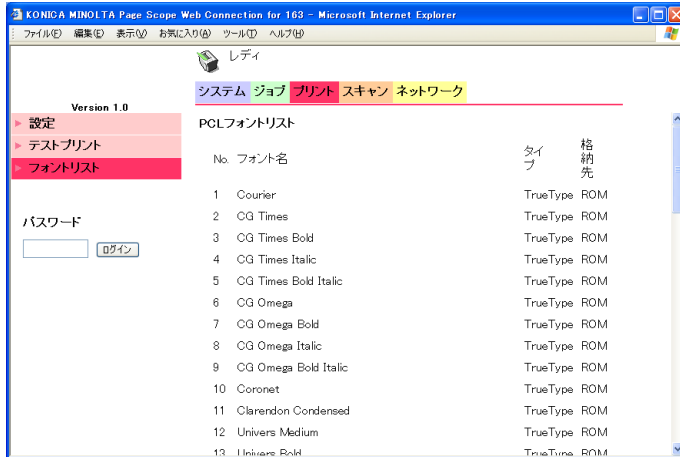 KONICA MINOLTA Page Scope Web Connection for 163 - Microsoft Internet Explorer
ファイル(F) 編集(E) 表示(V) お気に入り(A) ツール(T) ヘルプ(H)
レディ
システム ジョブ プリント スキャン ネットワーク
Version 1.0
設定
テストプリント
フォントリスト
パスワード
ログイン
PCLフォントリスト
No. フォント名 タイプ 格納先
1 Courier TrueType ROM
2 CG Times TrueType ROM
3 CG Times Bold TrueType ROM
4 CG Times Italic TrueType ROM
5 CG Times Bold Italic TrueType ROM
6 CG Omega TrueType ROM
7 CG Omega Bold TrueType ROM
8 CG Omega Italic TrueType ROM
9 CG Omega Bold Italic TrueType ROM
10 Coronet TrueType ROM
11 Clarendon Condensed TrueType ROM
12 Univers Medium TrueType ROM
13 Univers Bold TrueType ROM